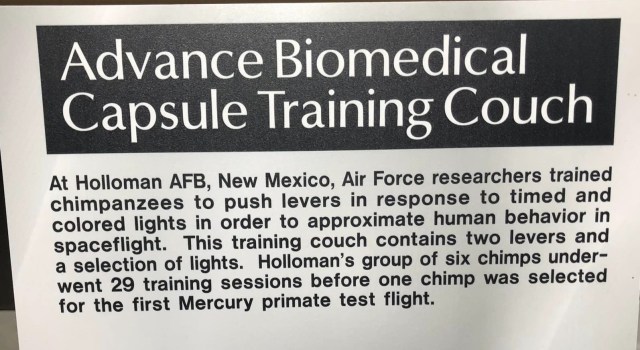 Advance Biomedical
Capsule Training Couch
At Holloman AFB, New Mexico, Air Force researchers trained
chimpanzees to push levers in response to timed and
colored lights in order to approximate human behavior in
spaceflight.  This training couch contains two levers and
a selection of lights.  Holloman's group of six chimps under-
went 29 training sessions before one chimp was selected
for the first Mercury primate test flight.